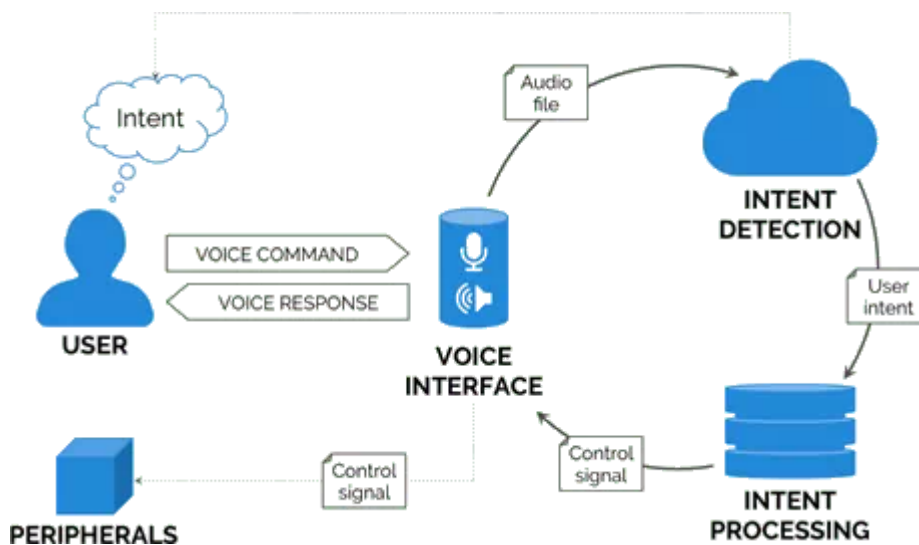 Intent
Audio
file
INTENT
DETECTION
VOICE COMMAND
VOICE RESPONSE
USER
VOICE
INTERFACE
User
intent
Control
signal
Control
signal
PERIPHERALS
INTENT
PROCESSING